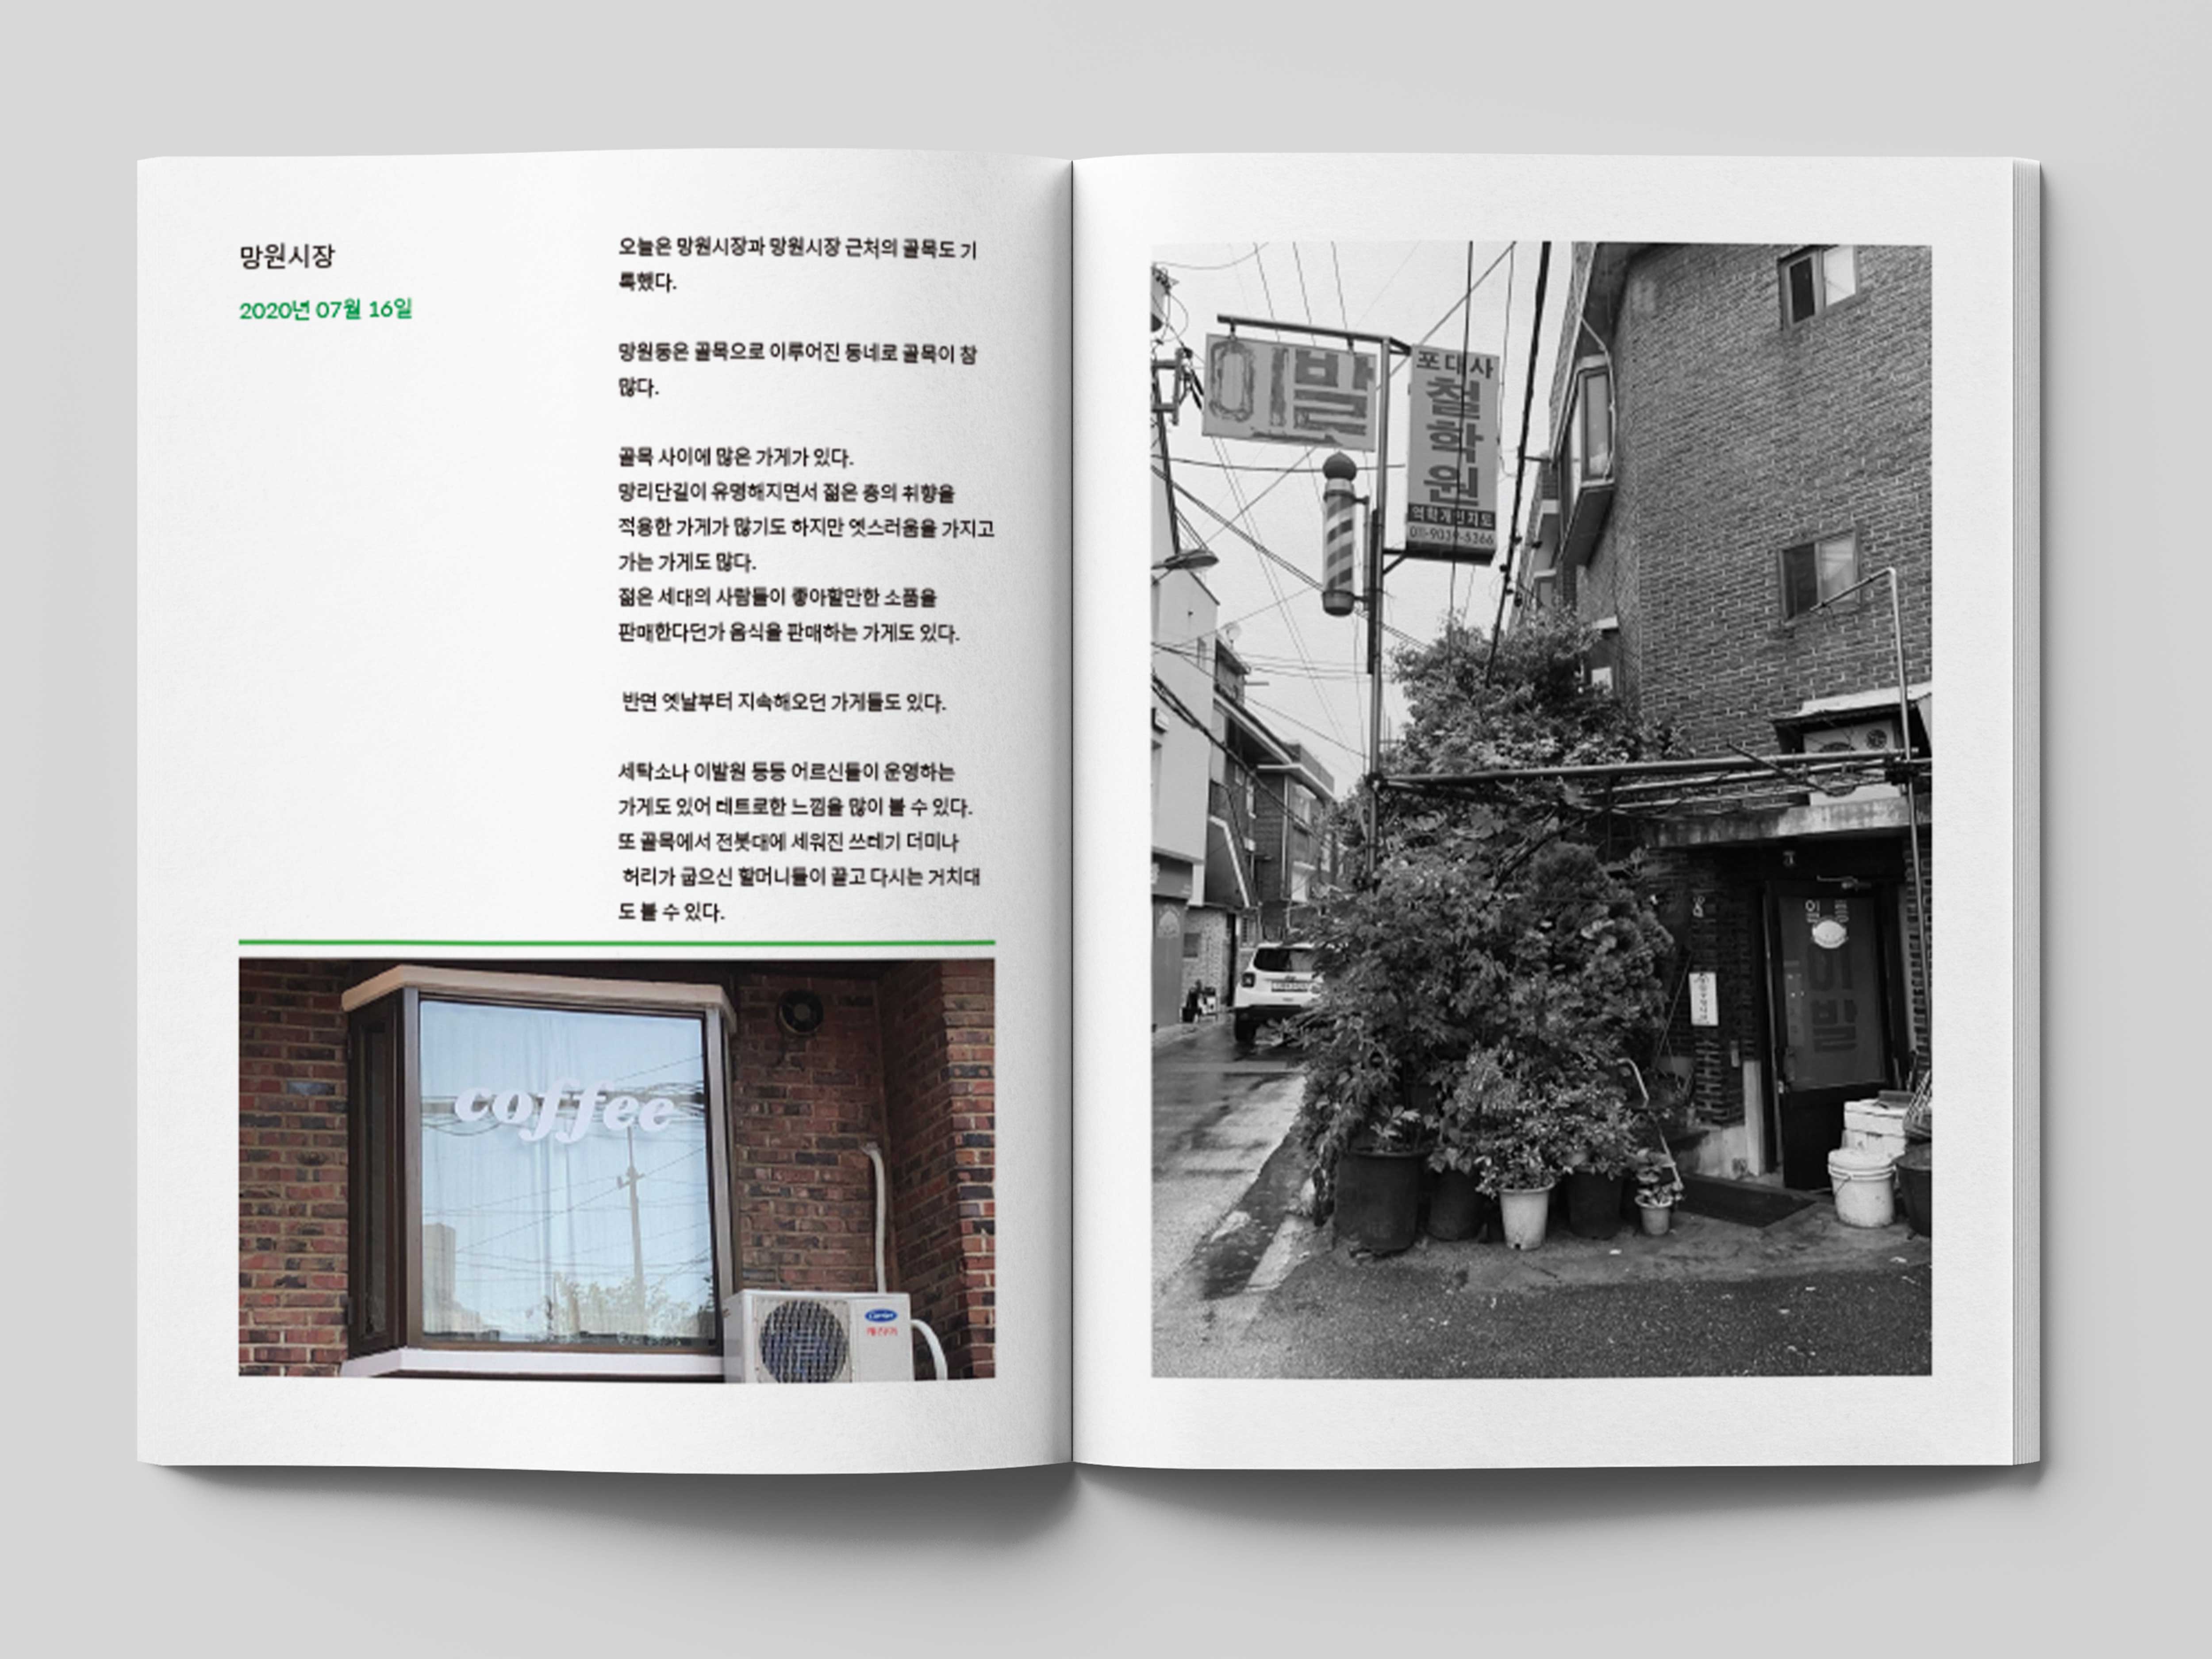 망원시장
2020년 07월 16일
오늘은 망원시장과 망원시장 근처의 골목도 기
록했다.
망원동은 골목으로 이루어진 동네로 골목이 참
많다.
골목 사이에 많은 가게가 있다.
망리단길이 유명해지면서 젊은 층의 취향을
적용한 가게가 많기도 하지만 옛스러움을 가지고
가는 가게도 많다.
젊은 세대의 사람들이 좋아할만한 소품을
판매한다던가 음식을 판매하는 가게도 있다.
반면 옛날부터 지속해오던 가게들도 있다.
세탁소나 이발원 등등 어르신들이 운영하는
가게도 있어 레트로한 느낌을 많이 볼 수 있다.
또 골목에서 전봇대에 세워진 쓰레기 더미나
허리가 굽으신 할머니들이 끌고 다시는 거치대
도 볼 수 있다.
coffee
Carrier
캐리어
이발
포대사
철학원
역학개인지도
011-9039-5366
이발